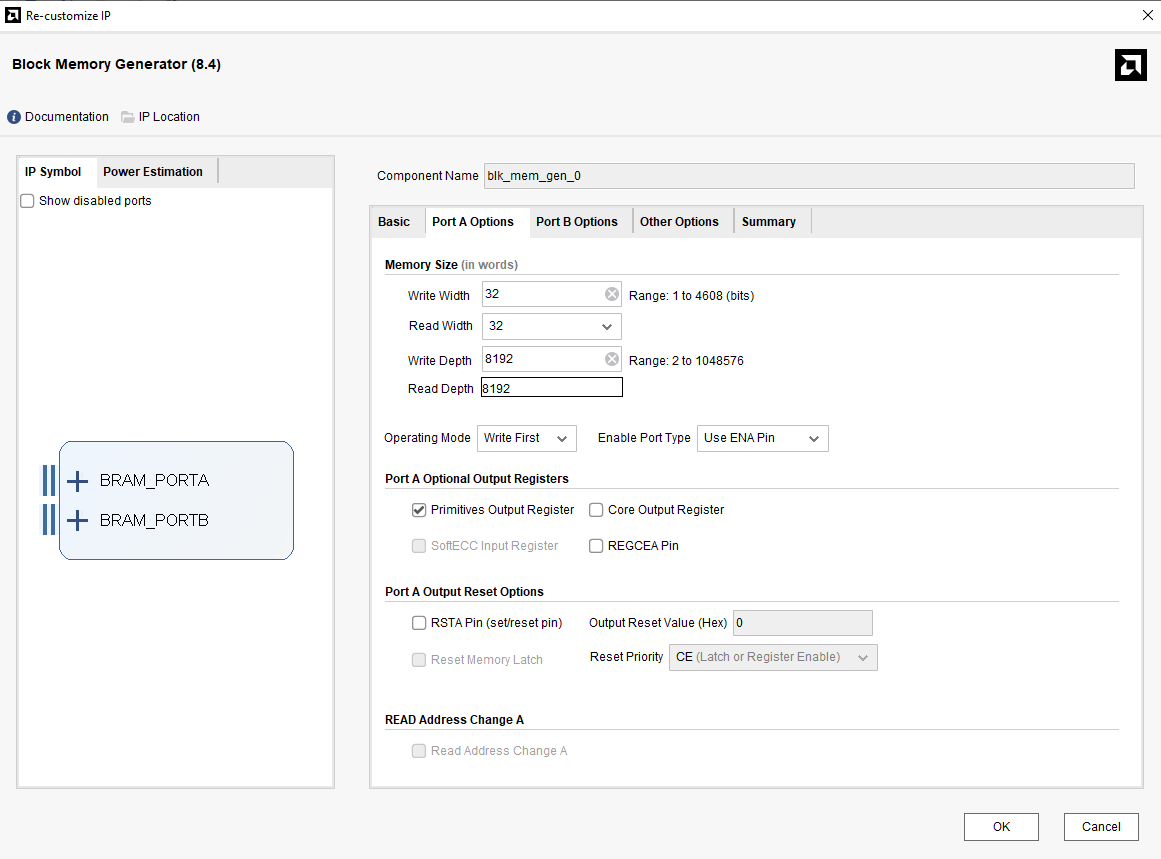 Re-customize IP
Block Memory Generator (8.4)
Documentation IP Location
IP Symbol Power Estimation
Show disabled ports
BRAM_PORTA
BRAM_PORTB
Component Name blk_mem_gen_0
Basic Port A Options Port B Options Other Options Summary
Memory Size (in words)
Write Width 32 Range: 1 to 4608 (bits)
Read Width 32
Write Depth 8192 Range: 2 to 1048576
Read Depth 8192
Operating Mode Write First Enable Port Type Use ENA Pin
Port A Optional Output Registers
Primitives Output Register Core Output Register
SoftECC Input Register REGCEA Pin
Port A Output Reset Options
RSTA Pin (set/reset pin) Output Reset Value (Hex) 0
Reset Memory Latch Reset Priority CE (Latch or Register Enable)
READ Address Change A
Read Address Change A
OK Cancel